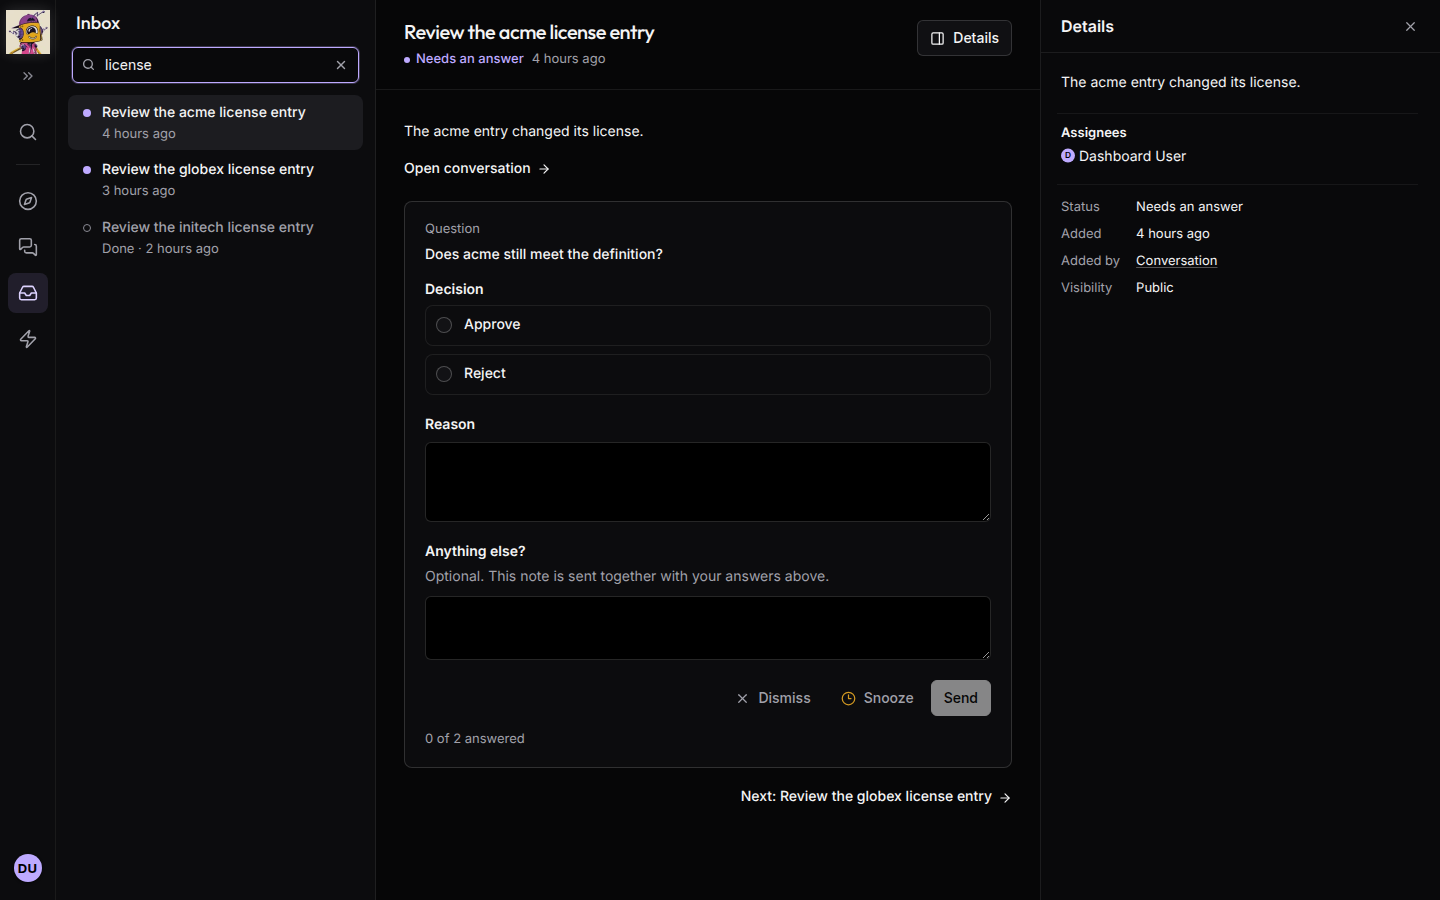 Inbox
license
Review the acme license entry
4 hours ago
Review the globex license entry
3 hours ago
Review the initech license entry
Done · 2 hours ago
DU
Review the acme license entry
Needs an answer 4 hours ago
Details
The acme entry changed its license.
Open conversation →
Question
Does acme still meet the definition?
Decision
Approve
Reject
Reason
Anything else?
Optional. This note is sent together with your answers above.
Dismiss
Snooze
Send
0 of 2 answered
Next: Review the globex license entry →
Details
The acme entry changed its license.
Assignees
D Dashboard User
Status Needs an answer
Added 4 hours ago
Added by Conversation
Visibility Public